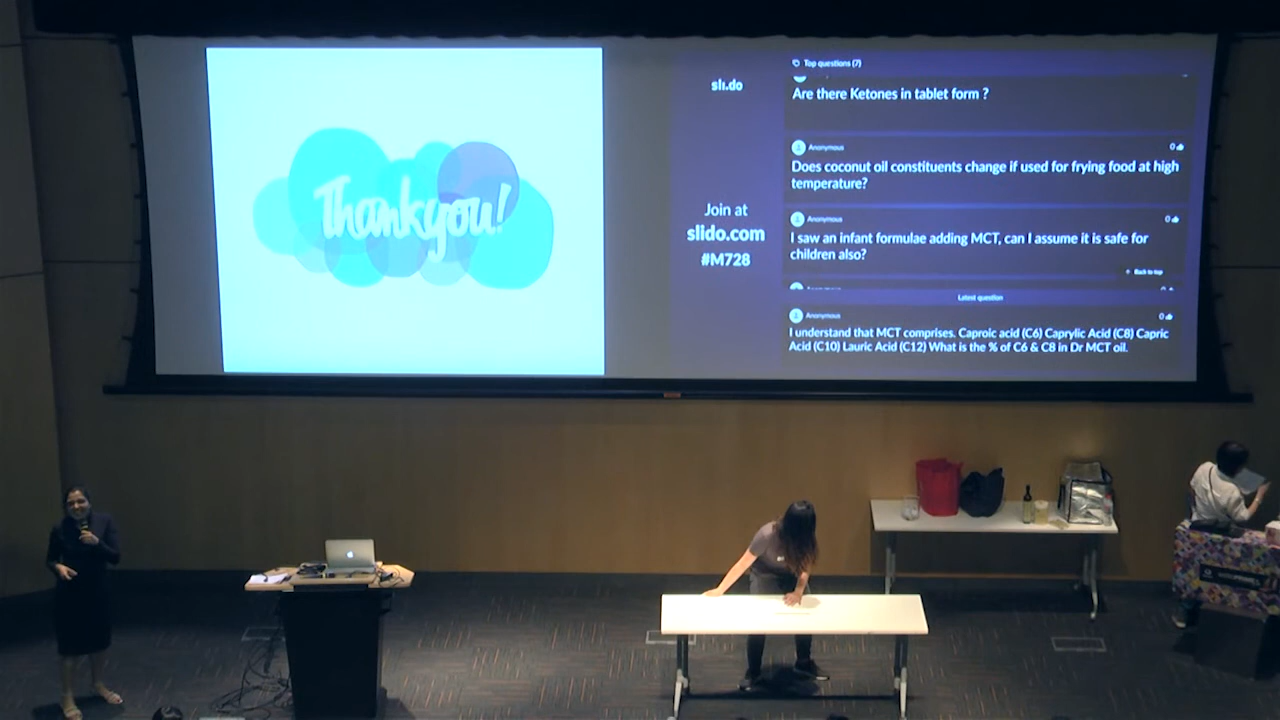 Thankyou!
sli.do
Join at
slido.com
#M728
Top questions (7)
Are there Ketones in tablet form ?
Anonymous
0
Does coconut oil constituents change if used for frying food at high
temperature?
Anonymous
0
I saw an infant formulae adding MCT, can I assume it is safe for
children also?
Back to top
Latest question
Anonymous
0
I understand that MCT comprises. Caproic acid (C6) Caprylic Acid (C8) Capric
Acid (C10) Lauric Acid (C12) What is the % of C6 & C8 in Dr MCT oil.